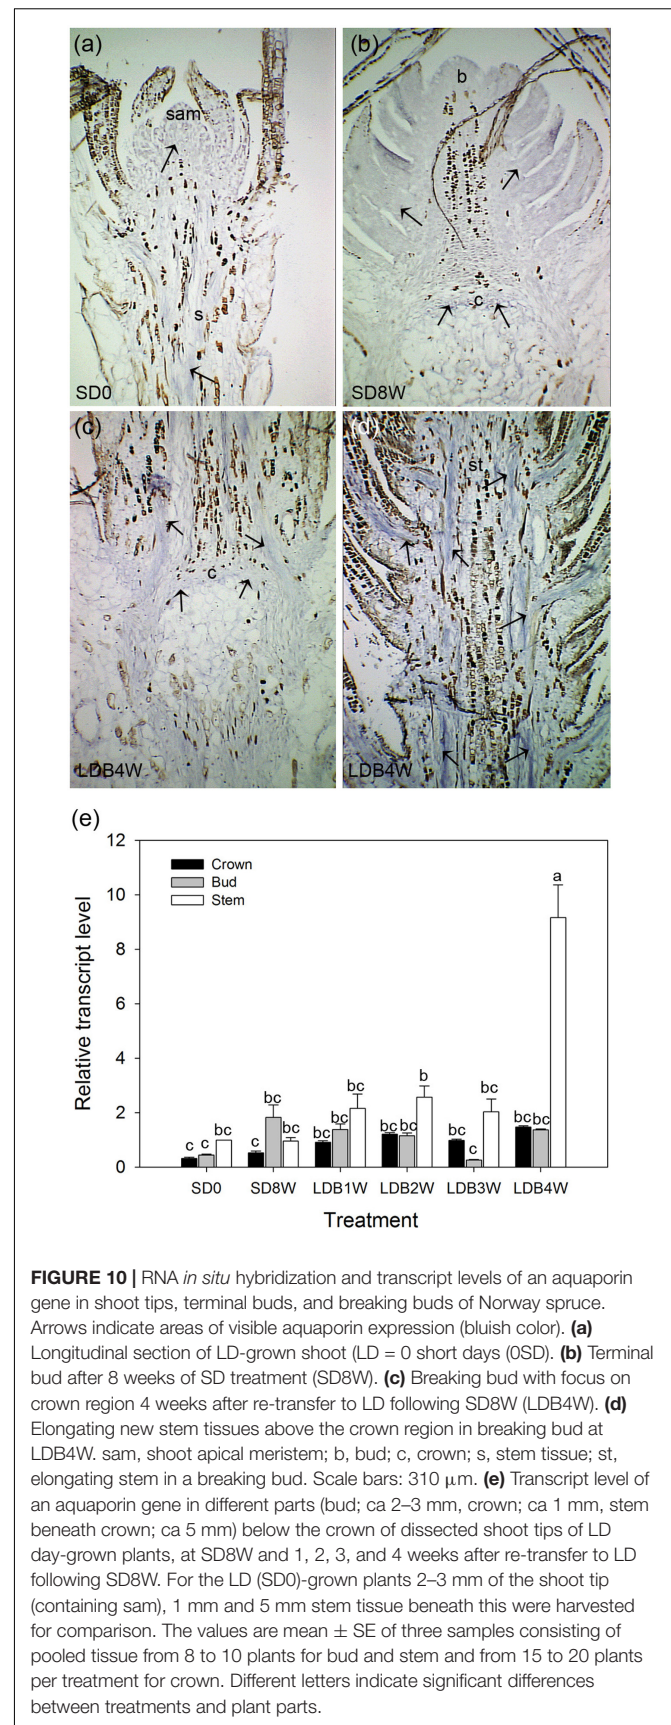 (a)
(b)
sam
b
s
c
SD0
SD8W
(c)
(d)
st
c
LDB4W
LDB4W
(e)
12
10
8
6
4
2
0
Relative transcript level
Crown
Bud
Stem
c c bc
c bc bc
bc bc bc
bc bc b
bc c bc
bc bc a
SD0 SD8W LDB1W LDB2W LDB3W LDB4W
Treatment
FIGURE 10 | RNA in situ hybridization and transcript levels of an aquaporin
gene in shoot tips, terminal buds, and breaking buds of Norway spruce.
Arrows indicate areas of visible aquaporin expression (bluish color). (a)
Longitudinal section of LD-grown shoot (LD = 0 short days (0SD). (b) Terminal
bud after 8 weeks of SD treatment (SD8W). (c) Breaking bud with focus on
crown region 4 weeks after re-transfer to LD following SD8W (LDB4W). (d)
Elongating new stem tissues above the crown region in breaking bud at
LDB4W. sam, shoot apical meristem; b, bud; c, crown; s, stem tissue; st,
elongating stem in a breaking bud. Scale bars: 310 μm. (e) Transcript level of
an aquaporin gene in different parts (bud; ca 2–3 mm, crown; ca 1 mm, stem
beneath crown; ca 5 mm) below the crown of dissected shoot tips of LD
day-grown plants, at SD8W and 1, 2, 3, and 4 weeks after re-transfer to LD
following SD8W. For the LD (SD0)-grown plants 2–3 mm of the shoot tip
(containing sam), 1 mm and 5 mm stem tissue beneath this were harvested
for comparison. The values are mean ± SE of three samples consisting of
pooled tissue from 8 to 10 plants for bud and stem and from 15 to 20 plants
per treatment for crown. Different letters indicate significant differences
between treatments and plant parts.